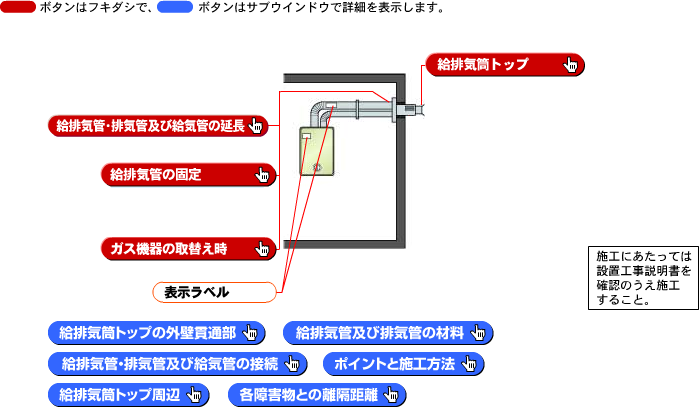 ボタンはフキダシで、 ボタンはサブウインドウで詳細を表示します。
給排気筒トップ
給排気管・排気管及び給気管の延長
給排気管の固定
ガス機器の取替え時
表示ラベル
施工にあたっては
設置工事説明書を
確認のうえ施工
すること。
給排気筒トップの外壁貫通部 給排気管及び排気管の材料
給排気管・排気管及び給気管の接続 ポイントと施工方法
給排気筒トップ周辺 各障害物との離隔距離